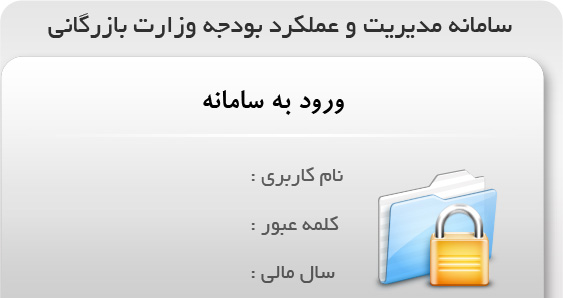 سامانه مدیریت و عملکرد بودجه وزارت بازرگانی
ورود به سامانه
نام کاربری :
کلمه عبور :
سال مالی :